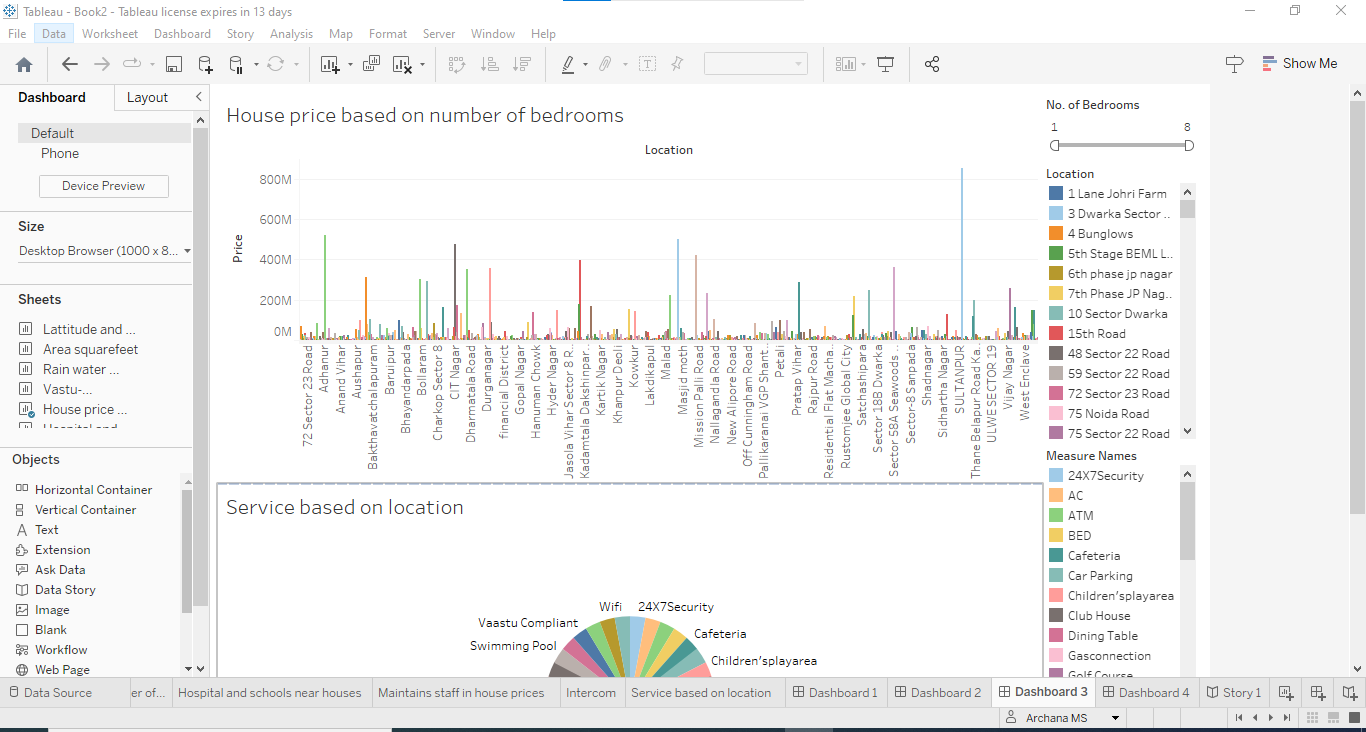 Tableau - Book2 - Tableau license expires in 13 days
File Data Worksheet Dashboard Story Analysis Map Format Server Window Help
Show Me
Dashboard Layout
Default
Phone
Device Preview
Size
Desktop Browser (1000 x 8...
Sheets
Lattitude and ...
Area squarefeet
Rain water ...
Vastu-...
House price ...
Objects
Horizontal Container
Vertical Container
Text
Extension
Ask Data
Data Story
Image
Blank
Workflow
Web Page
House price based on number of bedrooms
Location
Price
800M
600M
400M
200M
0M
72 Sector 23 Road
Adhanur
Anand Vihar
Aushapur
Bakthavatchalapuram
Baruipur
Bhayandarpada
Bollaram
Charkop Sector 8
CIT Nagar
Dharmatala Road
Durganagar
financial District
Gopal Nagar
Hanuman Chowk
Hyder Nagar
Jasola Vihar Sector 8 R..
Kadamtala Dakshinpar..
Kartik Nagar
Khanpur Deol
Kowkur
Lakdikapul
Malad
Masjid moth
Mission Palli Road
Nallagandla Road
New Alipore Road
Off Cunningham Road
Pallikaranai VGP Shant..
Petali
Pratap Vihar
Rajpur Road
Residential Flat Macha..
Rustomjee Global City
Satchashipara
Sector 18B Dwarka
Sector 58A Seawoods ..
Sector-8 Sanpada
Shadnagar
Sidhartha Nagar
SULTANPUR
Thane Belapur Road Ka..
ULWE SECTOR 19
Vijay Nagar
West Enclave
No. of Bedrooms
1 8
Location
1 Lane Johri Farm
3 Dwarka Sector ..
4 Bunglows
5th Stage BEML L..
6th phase jp nagar
7th Phase JP Nag..
10 Sector Dwarka
15th Road
48 Sector 22 Road
59 Sector 22 Road
72 Sector 23 Road
75 Noida Road
75 Sector 22 Road
Measure Names
24X7Security
AC
ATM
BED
Cafeteria
Car Parking
Children'splayarea
Club House
Dining Table
Gasconnection
Golf Course
Service based on location
Wifi 24X7Security
Vaastu Compliant
Cafeteria
Swimming Pool
Children'splayarea
Data Source er of... Hospital and schools near houses Maintains staff in house prices Intercom Service based on location Dashboard 1 Dashboard 2 Dashboard 3 Dashboard 4 Story 1
Archana MS